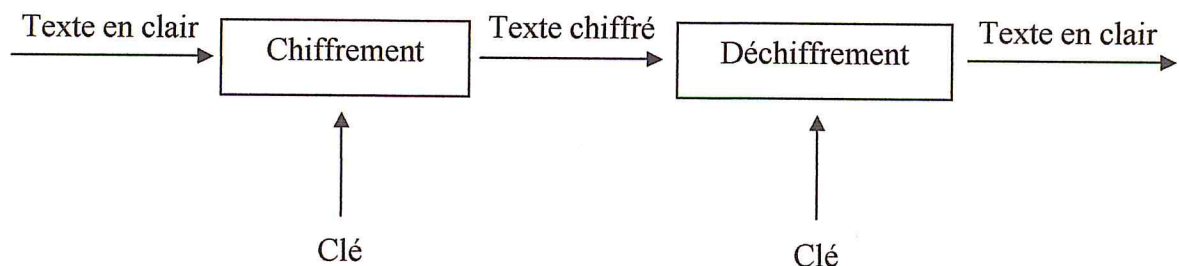 Texte en clair
Chiffrement
Texte chiffré
Déchiffrement
Texte en clair
Clé
Clé